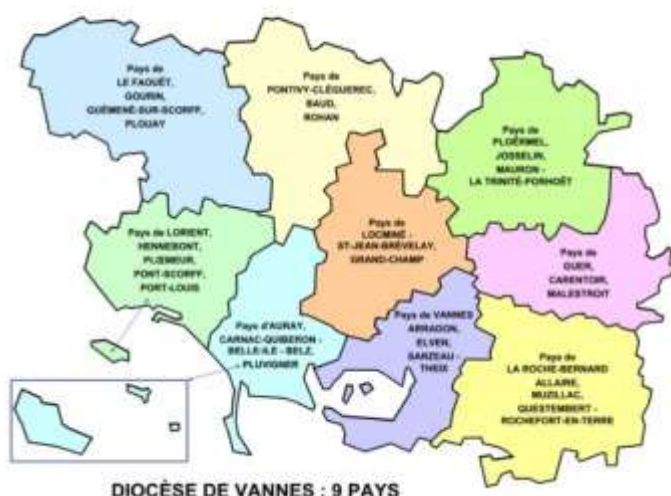 Pays de
LE FAOUËT,
GOURIN,
GUÉMENÉ-SUR-SCORFF,
PLOUAY
Pays de
PONTIVY-CLÉGUEREC,
BAUD,
ROHAN
Pays de
PLOËRMEL,
JOSSELIN,
MAURON -
LA TRINITÉ-PORHOËT
Pays de LORIENT,
HENNEBONT,
PLŒMEUR,
PONT-SCORFF,
PORT-LOUIS
Pays de
LOCMINÉ -
ST-JEAN-BRÉVELAY,
GRAND-CHAMP
Pays de
GUER,
CARENTOIR,
MALESTROIT
Pays d'AURAY,
CARNAC-QUIBERON -
BELLE-ILE - BELZ,
PLUVIGNER
Pays de VANNES
ARRADON,
ELVEN,
SARZEAU -
THEIX
Pays de
LA ROCHE-BERNARD
ALLAIRE,
MUZILLAC,
QUESTEMBERT -
ROCHEFORT-EN-TERRE
DIOCÈSE DE VANNES : 9 PAYS